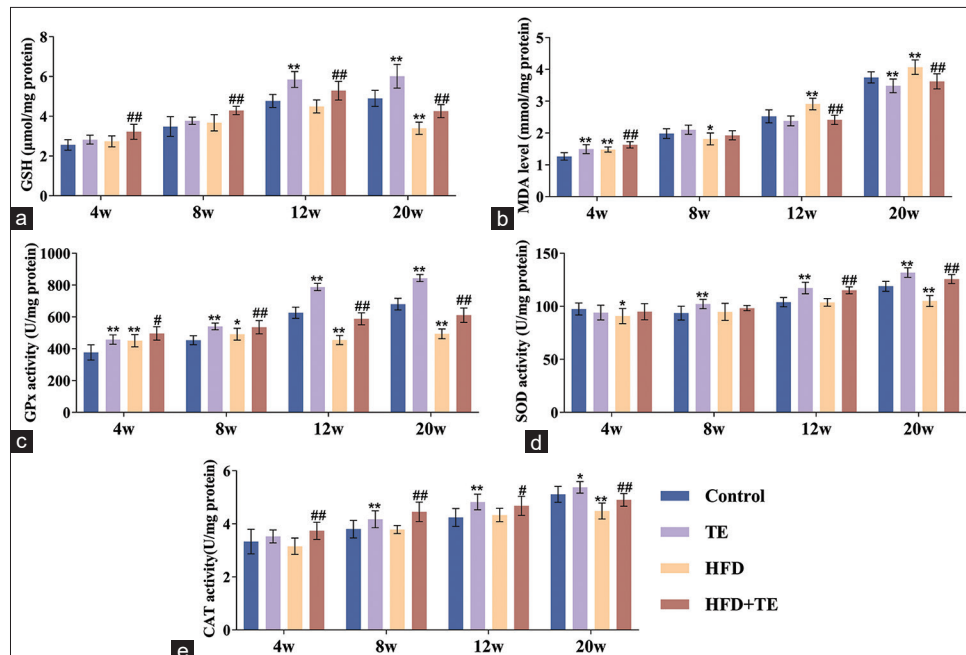 a
GSH (μmol/mg protein)
8
6
4
2
0
## ## ** ## ** ** ##
4w 8w 12w 20w
b
MDA level (mmol/mg protein)
5
4
3
2
1
0
** ** ## * ** ## ** ** ##
4w 8w 12w 20w
c
GPx activity (U/mg protein)
1000
800
600
400
200
0
** ** # ** * ## ** ** ## ** ** ##
4w 8w 12w 20w
d
SOD activity (U/mg protein)
150
100
50
0
* ** ** ## ** ** ##
4w 8w 12w 20w
e
CAT activity(U/mg protein)
6
4
2
0
## ** ## ** # * ** ##
4w 8w 12w 20w
Control
TE
HFD
HFD+TE